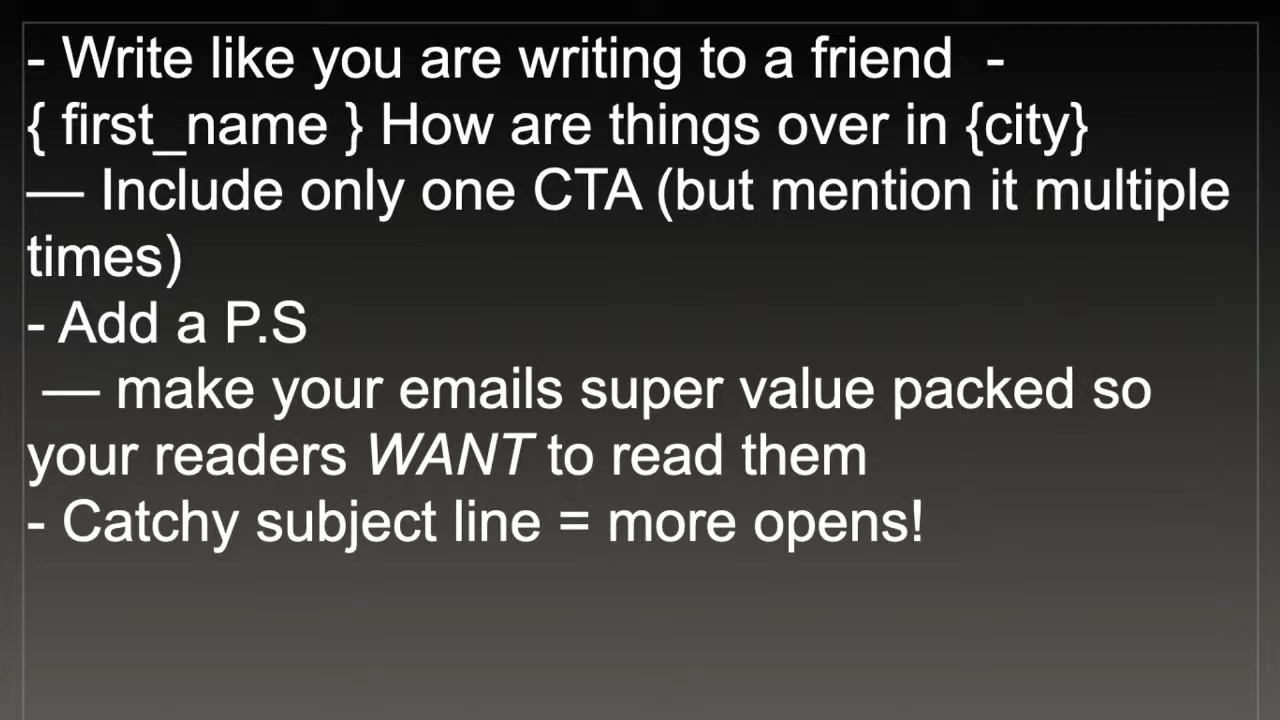 - Write like you are writing to a friend  -
{ first_name } How are things over in {city}
— Include only one CTA (but mention it multiple
times)
- Add a P.S
— make your emails super value packed so
your readers WANT to read them
- Catchy subject line = more opens!